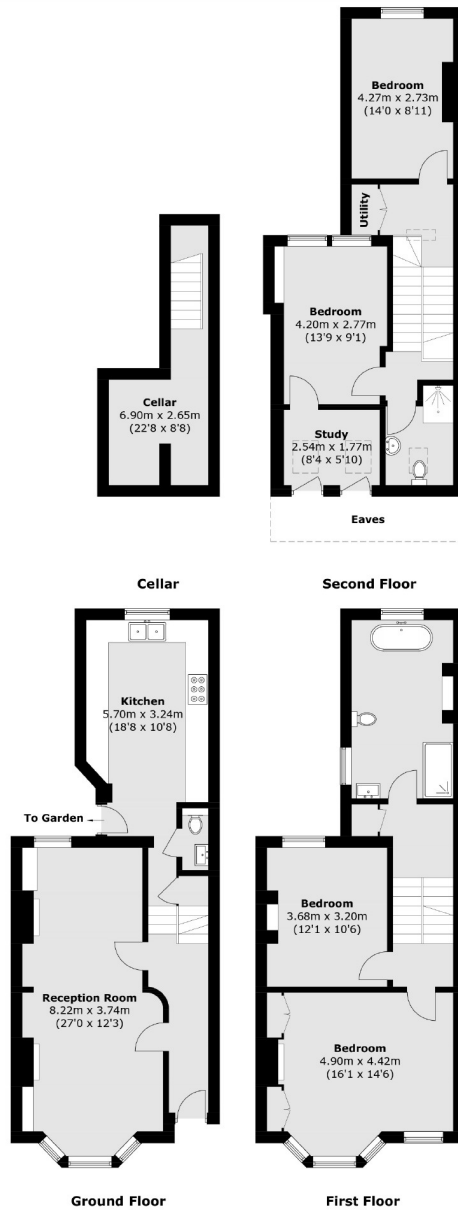 Bedroom
4.27m x 2.73m
(14'0 x 8'11)
Utility
Bedroom
4.20m x 2.77m
(13'9 x 9'1)
Cellar
6.90m x 2.65m
(22'8 x 8'8)
Study
2.54m x 1.77m
(8'4 x 5'10)
Eaves
Cellar
Second Floor
Kitchen
5.70m x 3.24m
(18'8 x 10'8)
To Garden
Bedroom
3.68m x 3.20m
(12'1 x 10'6)
Reception Room
8.22m x 3.74m
(27'0 x 12'3)
Bedroom
4.90m x 4.42m
(16'1 x 14'6)
Ground Floor
First Floor